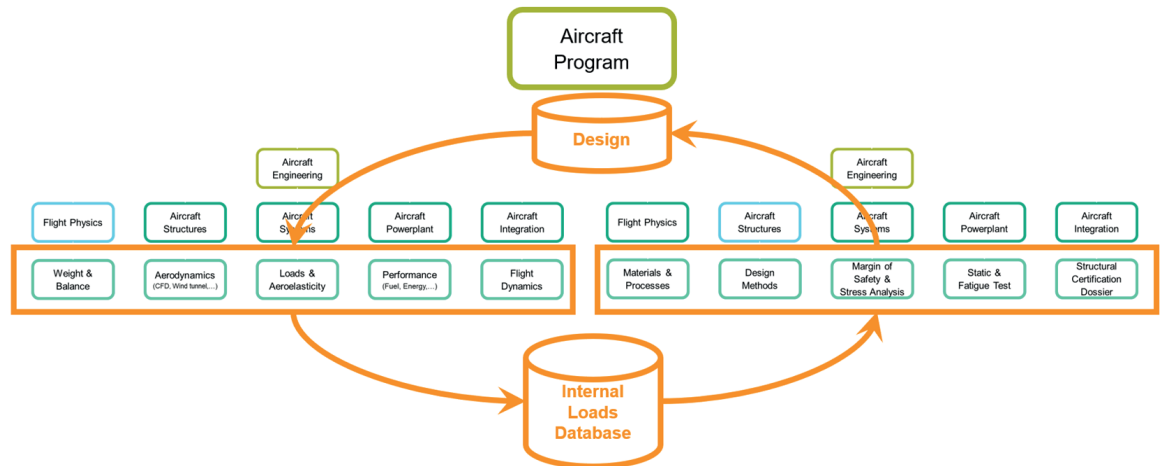 Aircraft
Program
Design
Aircraft
Engineering
Aircraft
Engineering
Flight Physics
Aircraft
Structures
Aircraft
Systems
Aircraft
Powerplant
Aircraft
Integration
Flight Physics
Aircraft
Structures
Aircraft
Systems
Aircraft
Powerplant
Aircraft
Integration
Weight &
Balance
Aerodynamics
(CFD, Wind tunnel,...)
Loads &
Aeroelasticity
Performance
(Fuel, Energy,...)
Flight
Dynamics
Materials &
Processes
Design
Methods
Margin of
Safety &
Stress Analysis
Static &
Fatigue Test
Structural
Certification
Dossier
Internal
Loads
Database